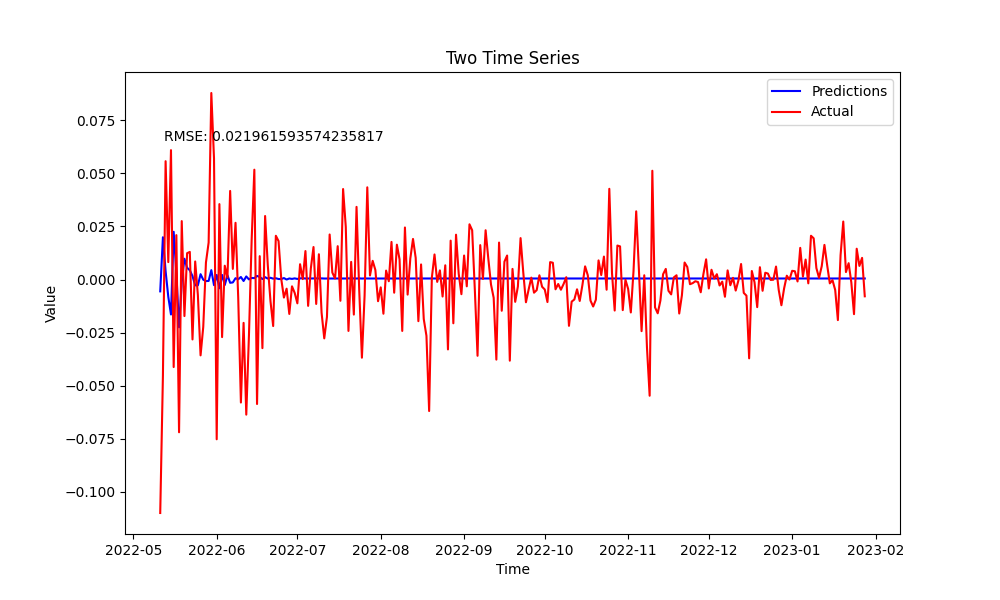 Two Time Series
Predictions
Actual
RMSE: 0.021961593574235817
0.075
0.050
0.025
0.000
−0.025
−0.050
−0.075
−0.100
Value
2022-05 2022-06 2022-07 2022-08 2022-09 2022-10 2022-11 2022-12 2023-01 2023-02
Time